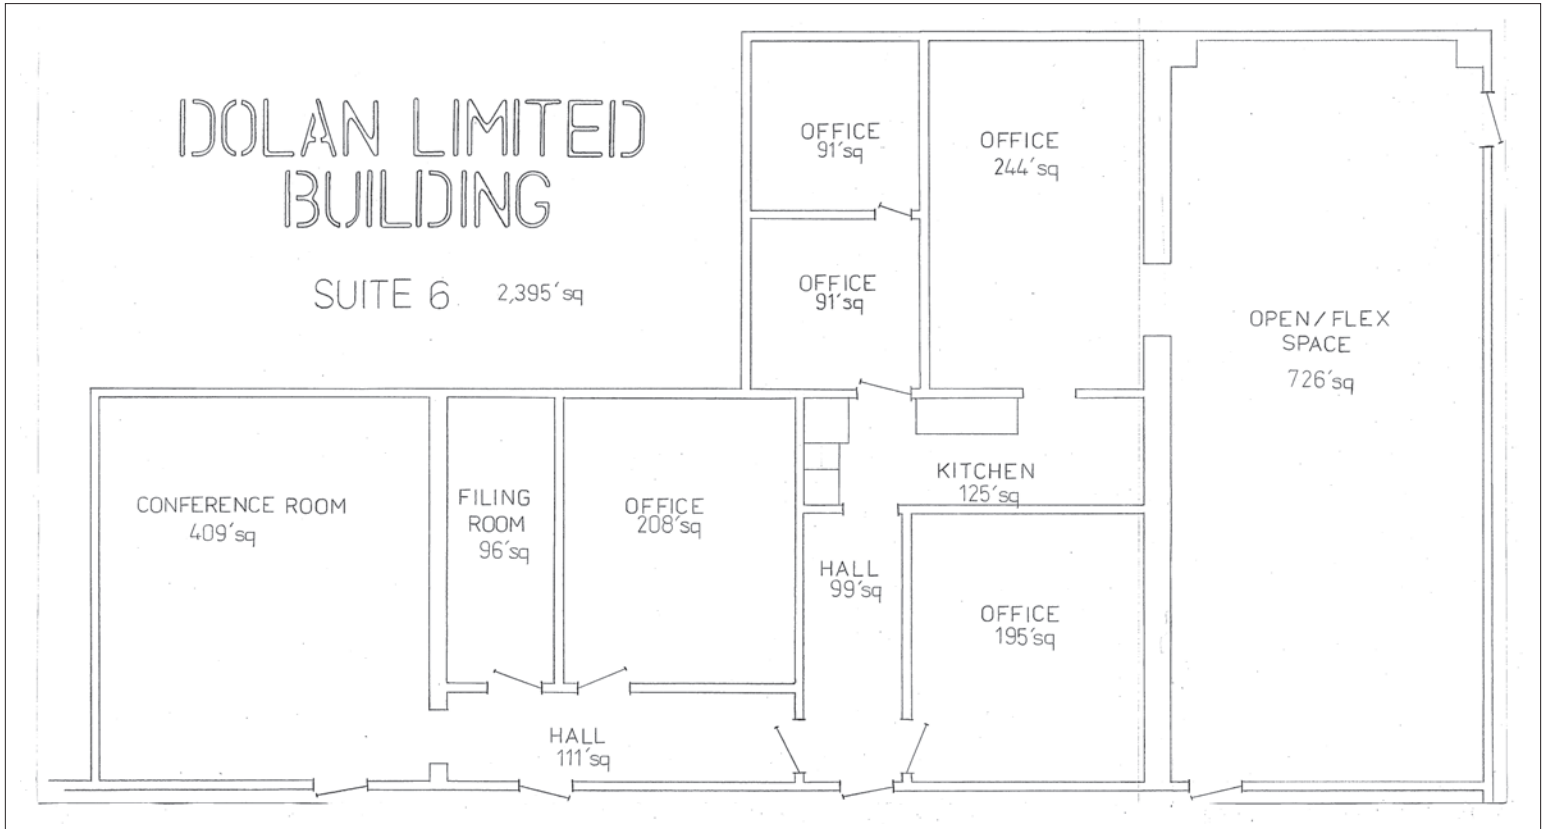 DOLAN LIMITED
BUILDING
SUITE 6 2,395'sq
OFFICE
91'sq
OFFICE
244'sq
OFFICE
91'sq
OPEN/FLEX
SPACE
726'sq
KITCHEN
125'sq
CONFERENCE ROOM
409'sq
FILING
ROOM
96'sq
OFFICE
208'sq
HALL
99'sq
OFFICE
195'sq
HALL
111'sq